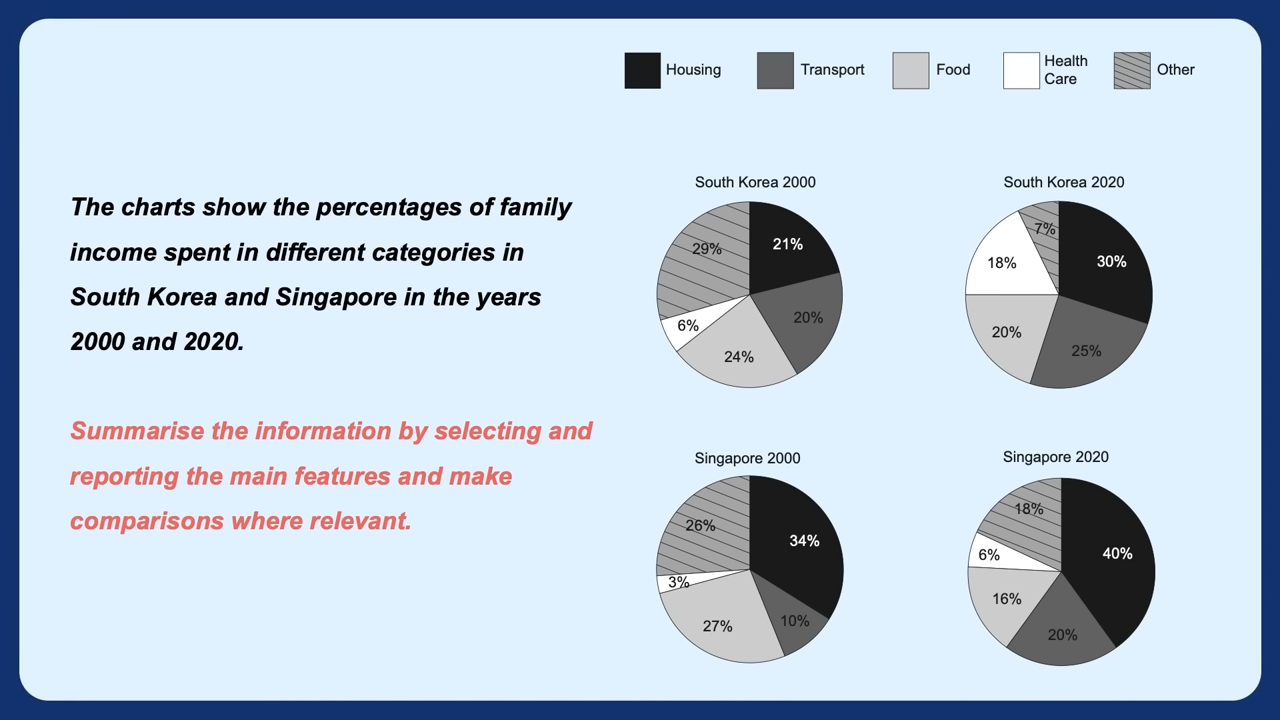 Housing
Transport
Food
Health
Care
Other
The charts show the percentages of family
income spent in different categories in
South Korea and Singapore in the years
2000 and 2020.
Summarise the information by selecting and
reporting the main features and make
comparisons where relevant.
South Korea 2000
29%
21%
20%
6%
24%
South Korea 2020
7%
30%
18%
20%
25%
Singapore 2000
26%
34%
3%
10%
27%
Singapore 2020
18%
40%
6%
16%
20%